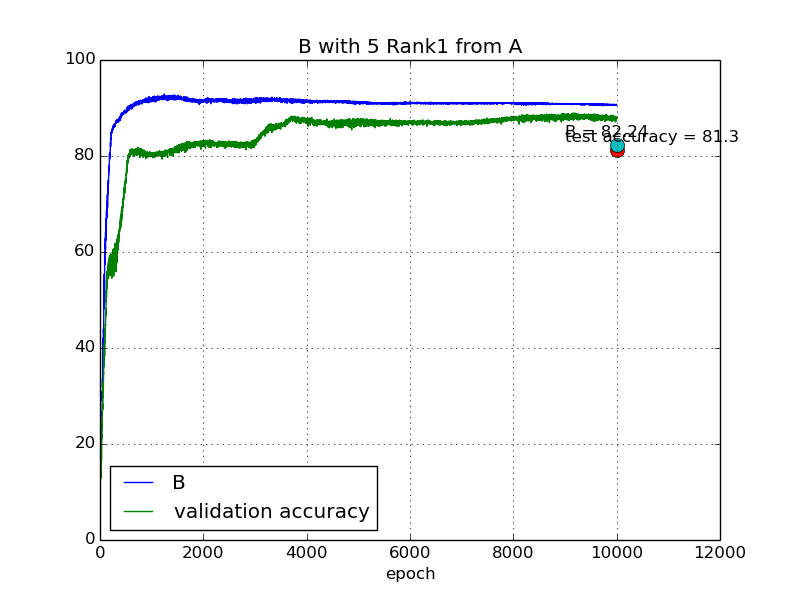 B with 5 Rank1 from A
100
80
60
40
20
0
B = 82.24
test accuracy = 81.3
B
validation accuracy
0 2000 4000 6000 8000 10000 12000
epoch